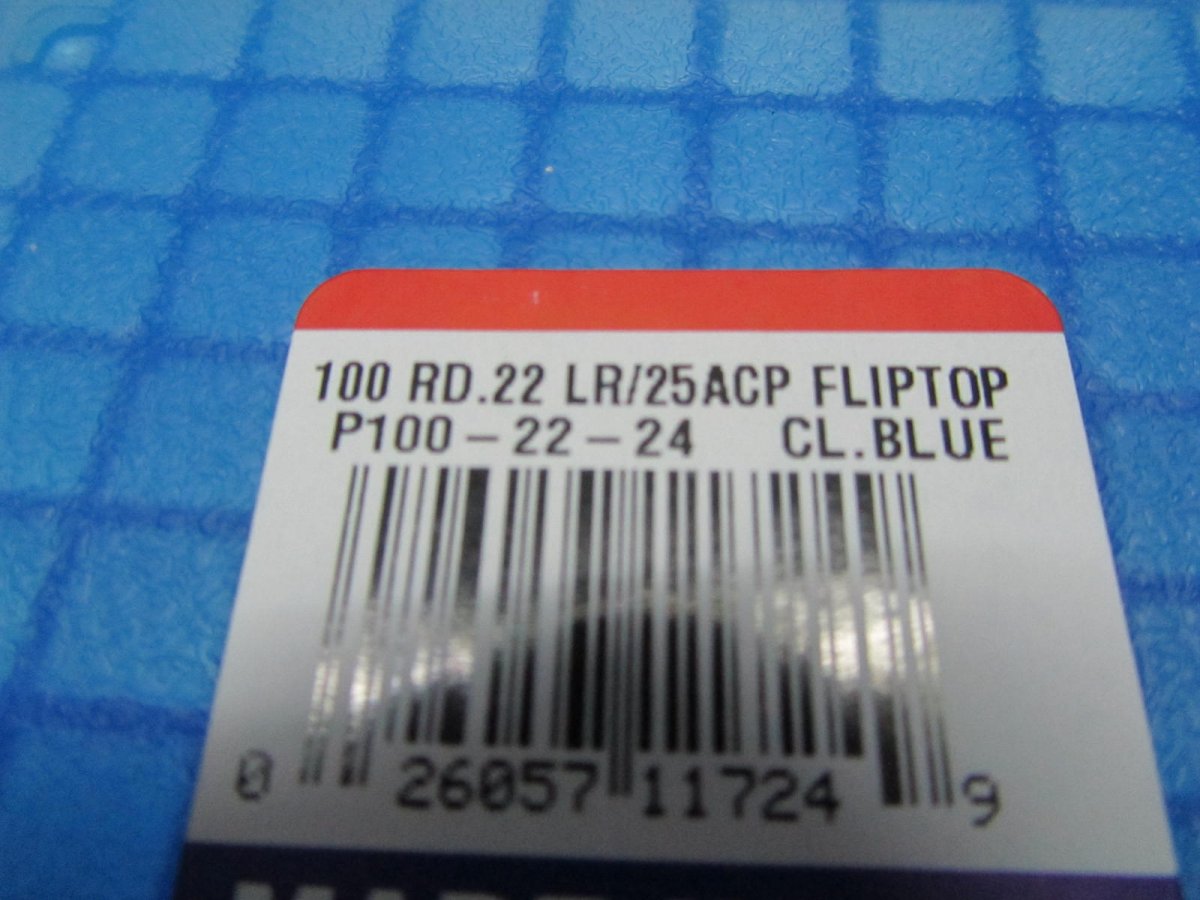 100 RD.22 LR/25ACP FLIPTOP
P100-22-24 CL.BLUE
0 26057 11724 9